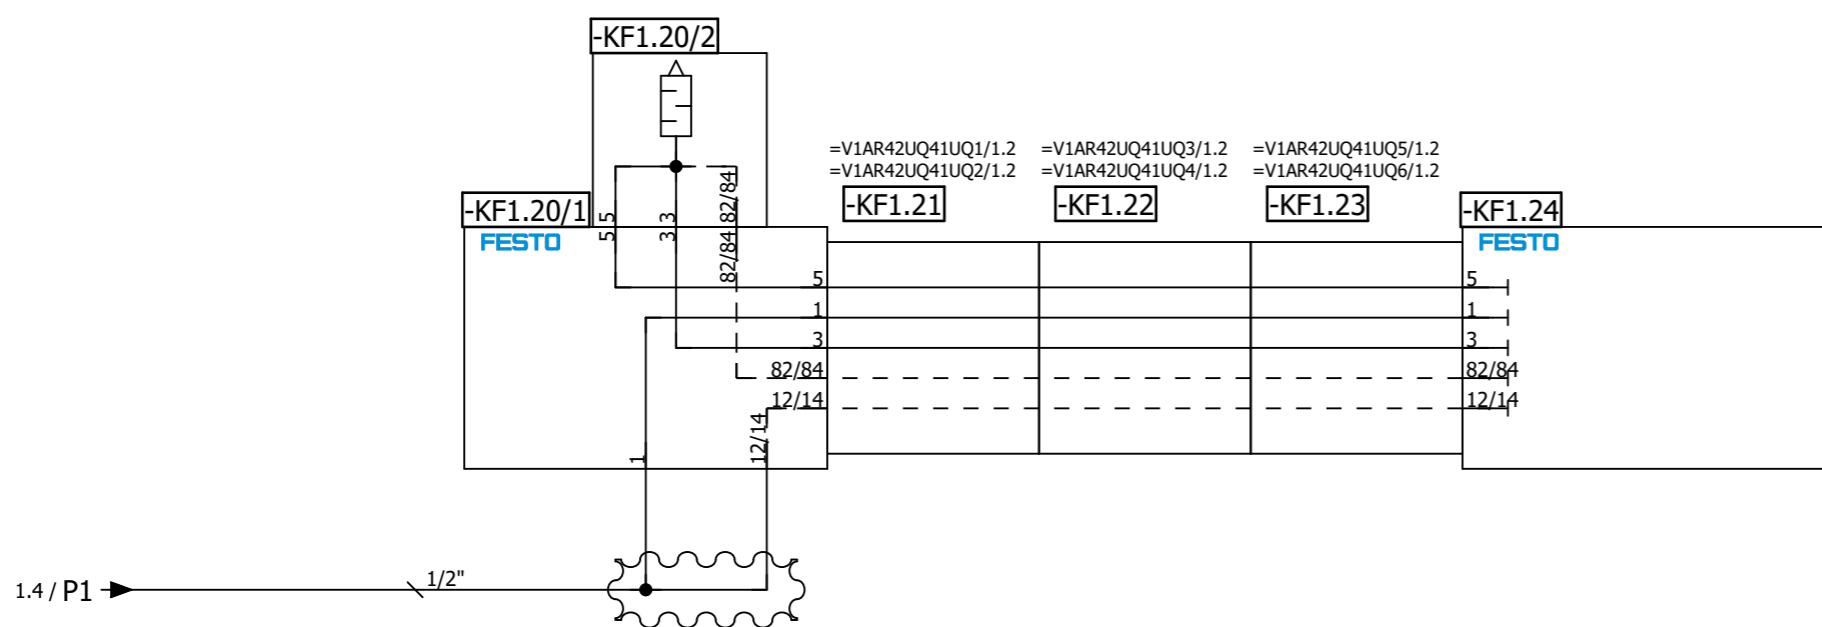 -KF1.20/2
=V1AR42UQ41UQ1/1.2 =V1AR42UQ41UQ3/1.2 =V1AR42UQ41UQ5/1.2
=V1AR42UQ41UQ2/1.2 =V1AR42UQ41UQ4/1.2 =V1AR42UQ41UQ6/1.2
-KF1.20/1 -KF1.21 -KF1.22 -KF1.23 -KF1.24
5 3 82/84
5 3 82/84
FESTO FESTO
5 5
1 1
3 3
82/84 82/84
12/14 12/14
1 12/14
1/2"
1.4 / P1